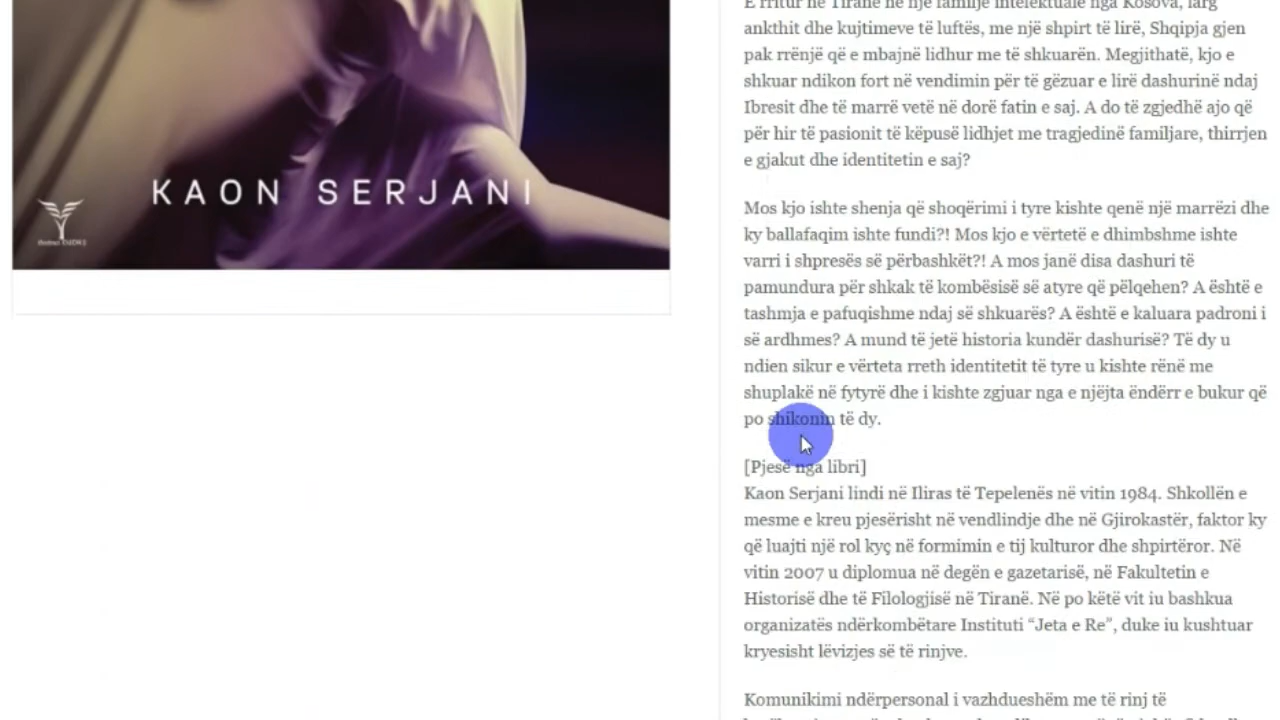 KAON SERJANI
E rritur në Tiranë në një familje intelektuale nga Kosova, larg
ankthit dhe kujtimeve të luftës, me një shpirt të lirë, Shqipja gjen
pak rrënjë që e mbajnë lidhur me të shkuarën. Megjithatë, kjo e
shkuar ndikon fort në vendimin për të gëzuar e lirë dashurinë ndaj
Ibresit dhe të marrë vetë në dorë fatin e saj. A do të zgjedhë ajo që
për hir të pasionit të këpusë lidhjet me tragjedinë familjare, thirrjen
e gjakut dhe identitetin e saj?
Mos kjo ishte shenja që shoqërimi i tyre kishte qenë një marrëzi dhe
ky ballafaqim ishte fundi?! Mos kjo e vërtetë e dhimbshme ishte
varri i shpresës së përbashkët?! A mos janë disa dashuri të
pamundura për shkak të kombësisë së atyre që pëlqehen? A është e
tashmja e pafuqishme ndaj së shkuarës? A është e kaluara padroni i
së ardhmes? A mund të jetë historia kundër dashurisë? Të dy u
ndien sikur e vërteta rreth identitetit të tyre u kishte rënë me
shuplakë në fytyrë dhe i kishte zgjuar nga e njëjta ëndërr e bukur që
po shikonin të dy.
[Pjesë nga libri]
Kaon Serjani lindi në Iliras të Tepelenës në vitin 1984. Shkollën e
mesme e kreu pjesërisht në vendlindje dhe në Gjirokastër, faktor ky
që luajti një rol kyç në formimin e tij kulturor dhe shpirtëror. Në
vitin 2007 u diplomua në degën e gazetarisë, në Fakultetin e
Historisë dhe të Filologjisë në Tiranë. Në po këtë vit iu bashkua
organizatës ndërkombëtare Instituti “Jeta e Re”, duke iu kushtuar
kryesisht lëvizjes së të rinjve.
Komunikimi ndërpersonal i vazhdueshëm me të rinj të